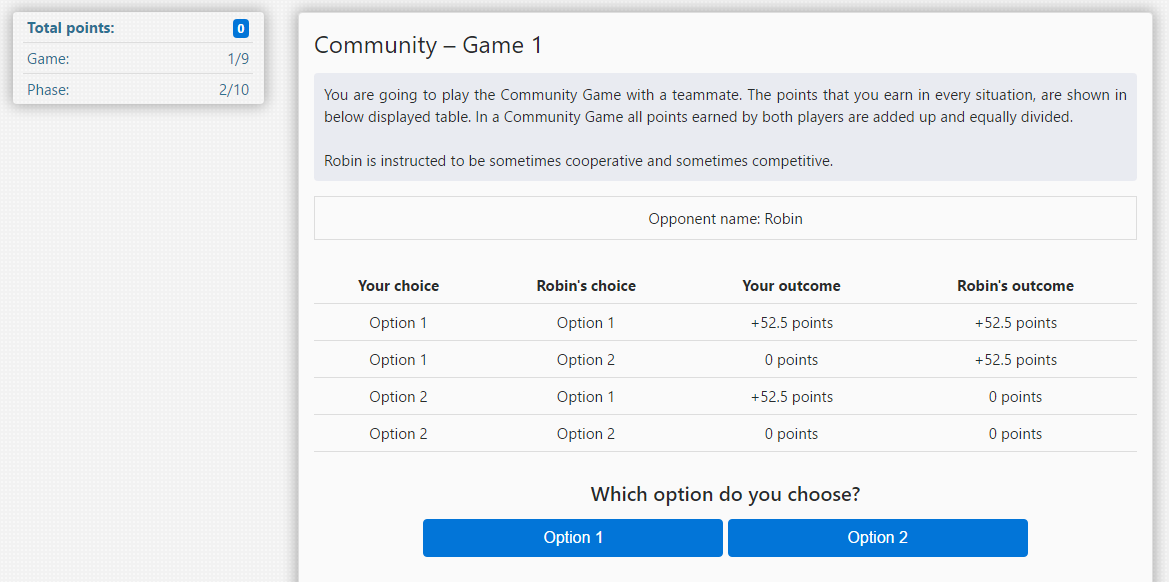 Total points: 0
Game: 1/9
Phase: 2/10
Community – Game 1
You are going to play the Community Game with a teammate. The points that you earn in every situation, are shown in
below displayed table. In a Community Game all points earned by both players are added up and equally divided.
Robin is instructed to be sometimes cooperative and sometimes competitive.
Opponent name: Robin
Your choice Robin's choice Your outcome Robin's outcome
Option 1 Option 1 +52.5 points +52.5 points
Option 1 Option 2 0 points +52.5 points
Option 2 Option 1 +52.5 points 0 points
Option 2 Option 2 0 points 0 points
Which option do you choose?
Option 1 Option 2